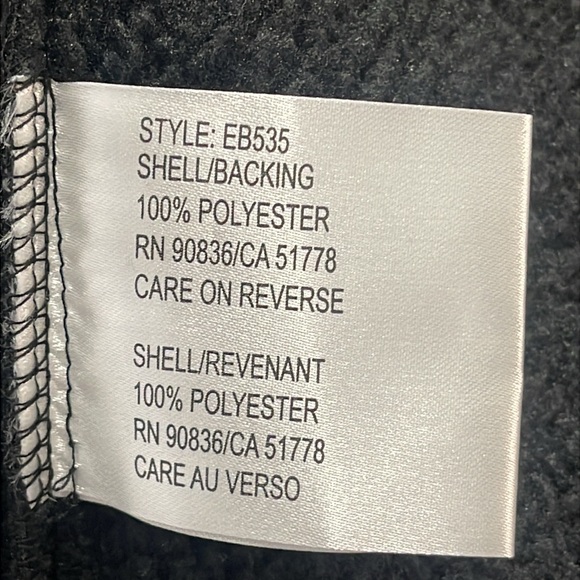 STYLE: EB535
SHELL/BACKING
100% POLYESTER
RN 90836/CA 51778
CARE ON REVERSE
SHELL/REVENANT
100% POLYESTER
RN 90836/CA 51778
CARE AU VERSO